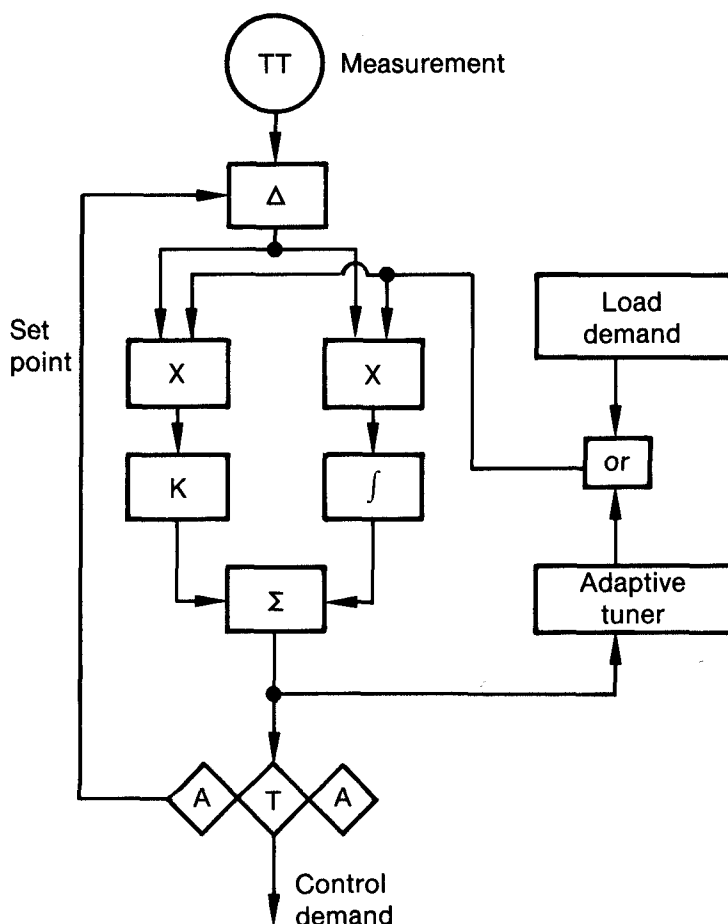 TT Measurement
Δ
Set
point
Load
demand
X X
or
K ∫
Adaptive
tuner
Σ
A T A
Control
demand